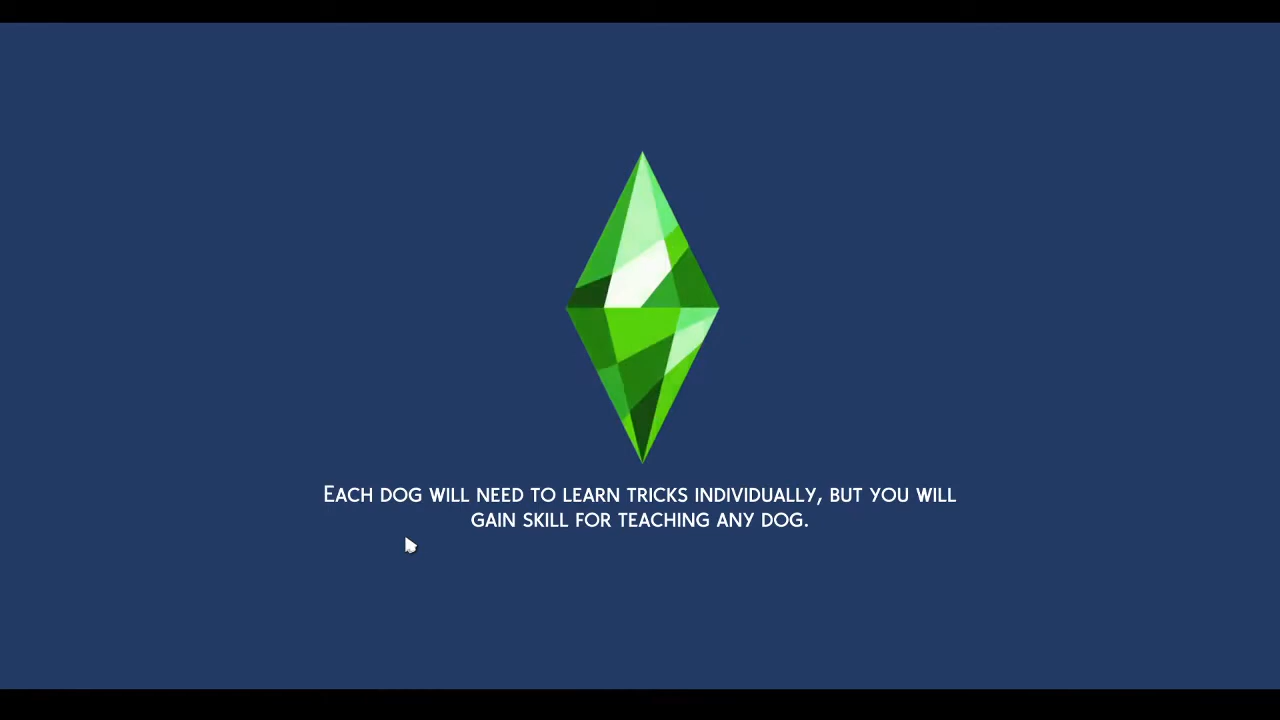 Each dog will need to learn tricks individually, but you will
gain skill for teaching any dog.